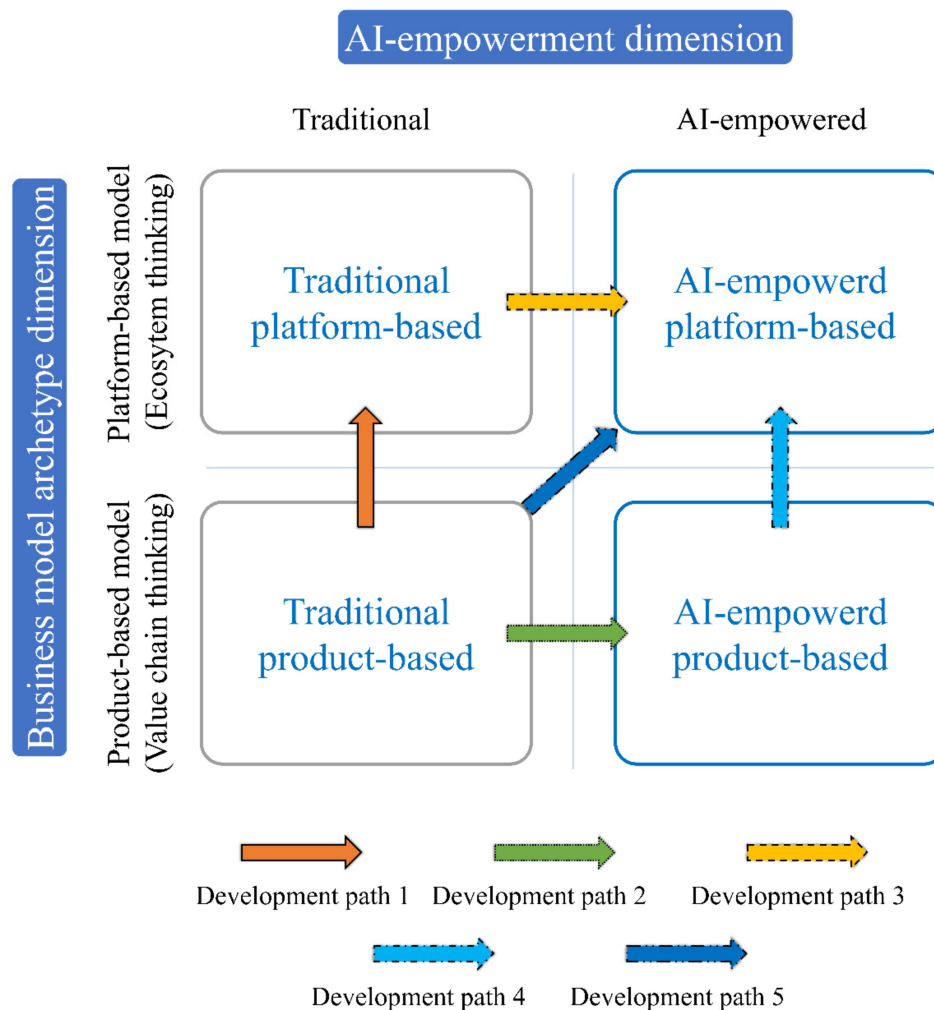 AI-empowerment dimension
Traditional
AI-empowered
Business model archetype dimension
Platform-based model
(Ecosytem thinking)
Traditional
platform-based
AI-empowerd
platform-based
Product-based model
(Value chain thinking)
Traditional
product-based
AI-empowerd
product-based
Development path 1
Development path 2
Development path 3
Development path 4
Development path 5